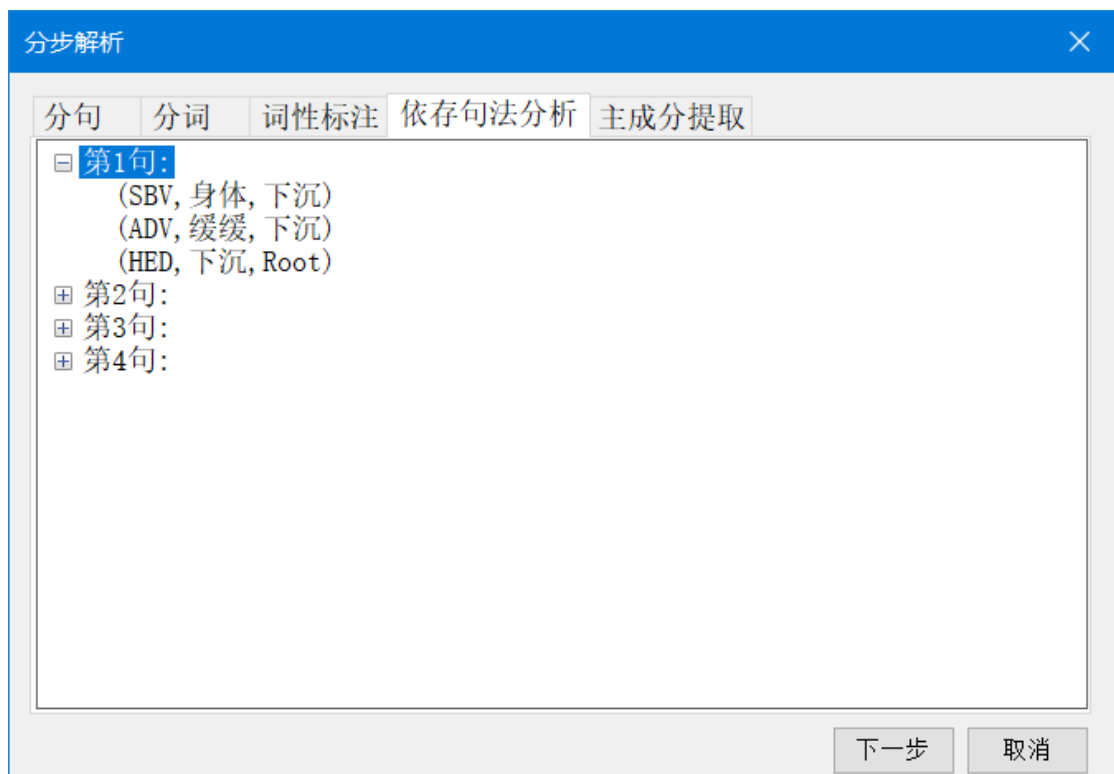 分步解析
分句 分词 词性标注 依存句法分析 主成分提取
第1句:
(SBV,身体,下沉)
(ADV,缓缓,下沉)
(HED,下沉,Root)
第2句:
第3句:
第4句:
下一步 取消